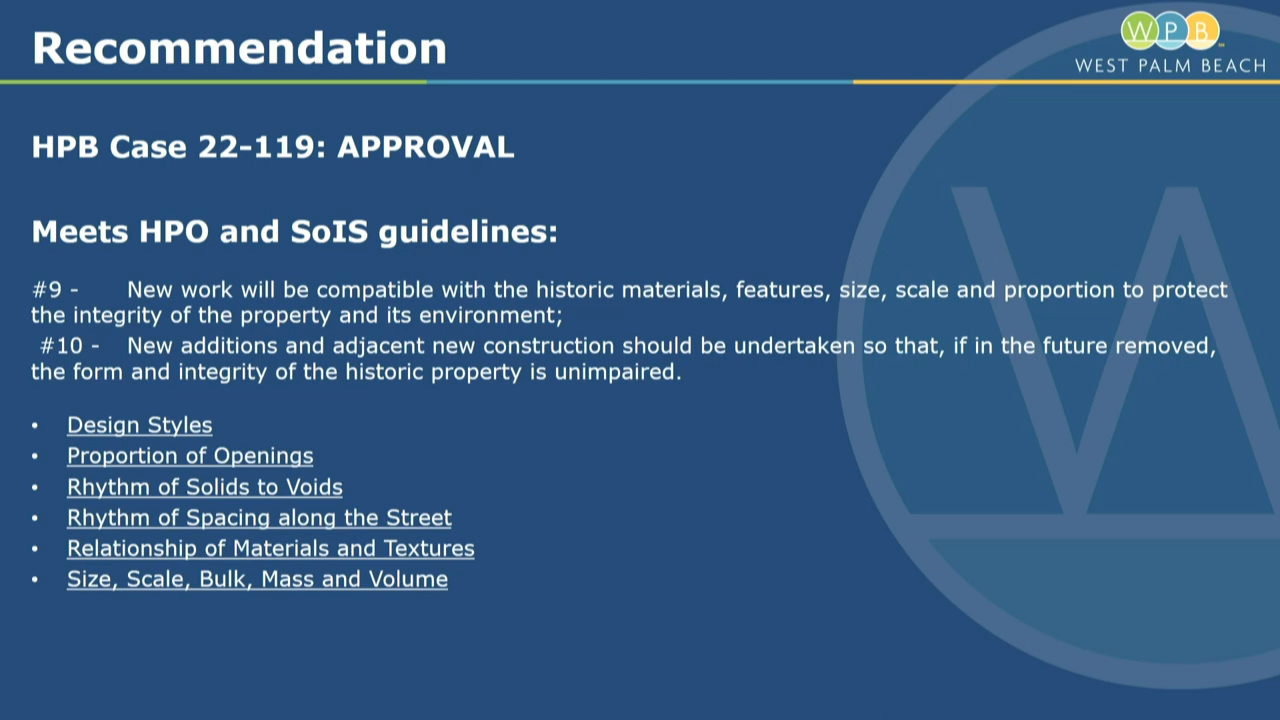 Recommendation
WPB
WEST PALM BEACH
HPB Case 22-119: APPROVAL
Meets HPO and SoIS guidelines:
#9 - New work will be compatible with the historic materials, features, size, scale and proportion to protect
the integrity of the property and its environment;
#10 - New additions and adjacent new construction should be undertaken so that, if in the future removed,
the form and integrity of the historic property is unimpaired.
• Design Styles
• Proportion of Openings
• Rhythm of Solids to Voids
• Rhythm of Spacing along the Street
• Relationship of Materials and Textures
• Size, Scale, Bulk, Mass and Volume